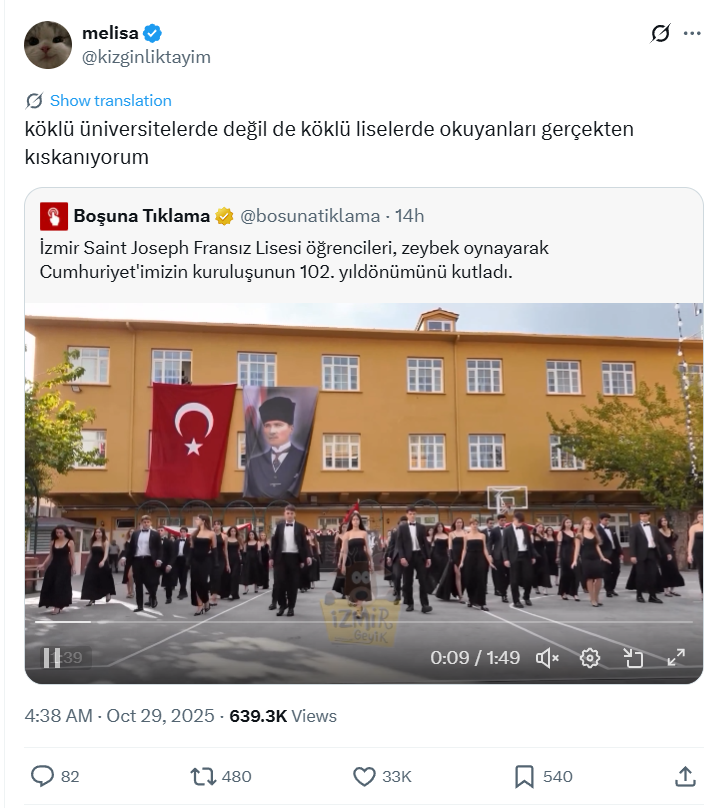 melisa
@kizginliktayim
Show translation
köklü üniversitelerde değil de köklü liselerde okuyanları gerçekten
kıskanıyorum
Boşuna Tıklama @bosunatiklama · 14h
İzmir Saint Joseph Fransız Lisesi öğrencileri, zeybek oynayarak
Cumhuriyet'imizin kuruluşunun 102. yıldönümünü kutladı.
İZMİR
Geyik
:39
0:09 / 1:49
4:38 AM · Oct 29, 2025 · 639.3K Views
82 480 33K 540